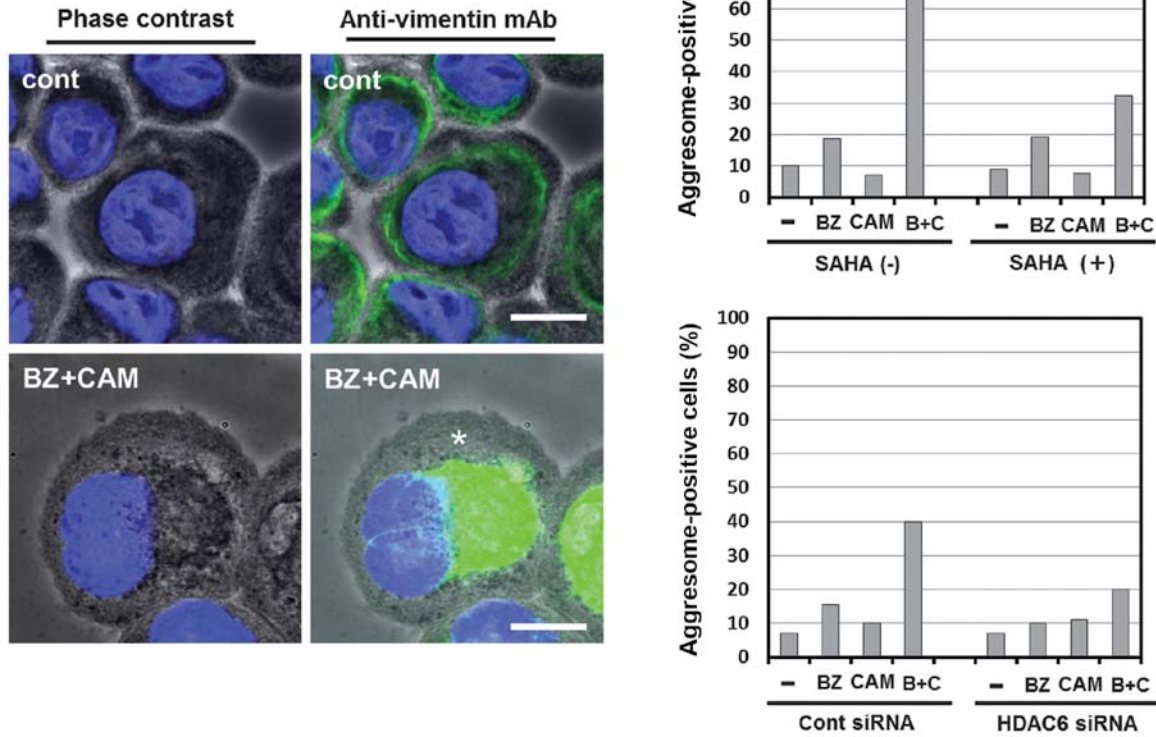 Phase contrast
Anti-vimentin mAb
cont
cont
BZ+CAM
BZ+CAM
*
Aggresome-positive
60
50
40
30
20
10
0
– BZ CAM B+C – BZ CAM B+C
SAHA (-) SAHA (+)
Aggresome-positive cells (%)
100
90
80
70
60
50
40
30
20
10
0
– BZ CAM B+C – BZ CAM B+C
Cont siRNA HDAC6 siRNA